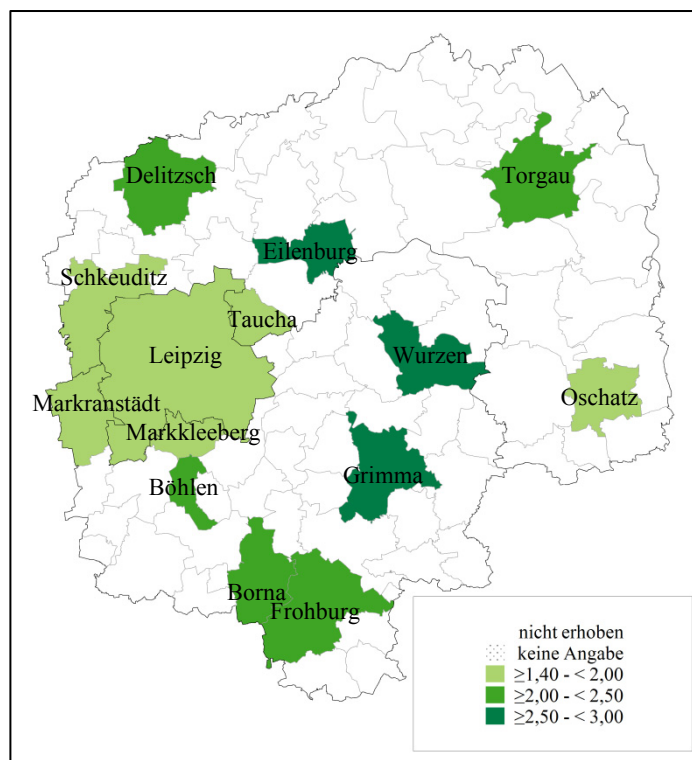 Delitzsch
Torgau
Eilenburg
Schkeuditz
Taucha
Leipzig
Wurzen
Oschatz
Markranstädt
Markkleeberg
Grimma
Böhlen
Borna
Frohburg
nicht erhoben
keine Angabe
≥1,40 - < 2,00
≥2,00 - < 2,50
≥2,50 - < 3,00